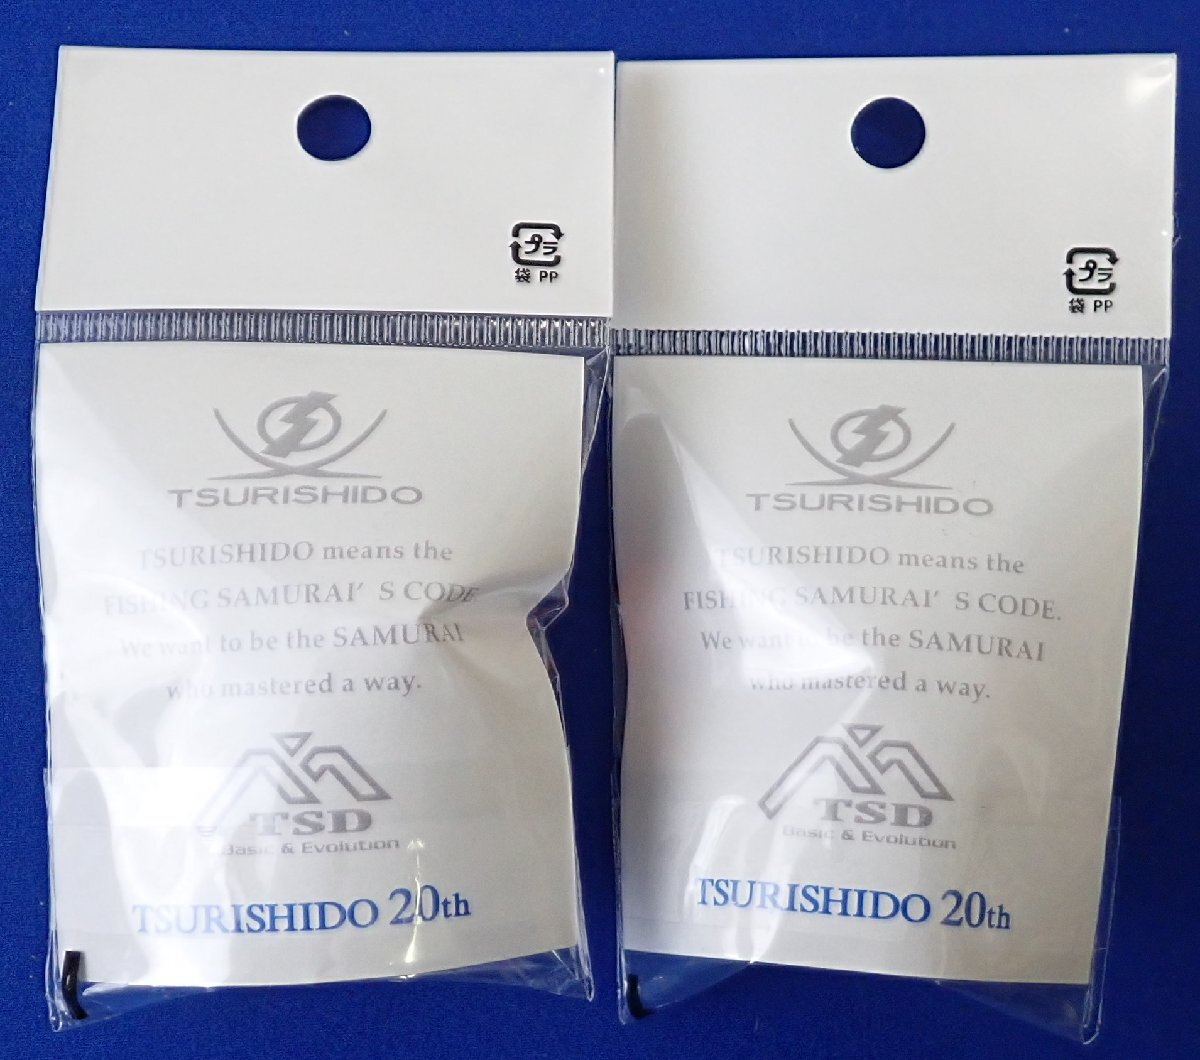 プラ
袋 PP
TSURISHIDO
TSURISHIDO means the
FISHING SAMURAI' S CODE
We want to be the SAMURAI
who mastered a way.
TSD
Basic & Evolution
TSURISHIDO 20th
プラ
袋 PP
TSURISHIDO
TSURISHIDO means the
FISHING SAMURAI' S CODE.
We want to be the SAMURAI
who mastered a way.
TSD
Basic & Evolution
TSURISHIDO 20th